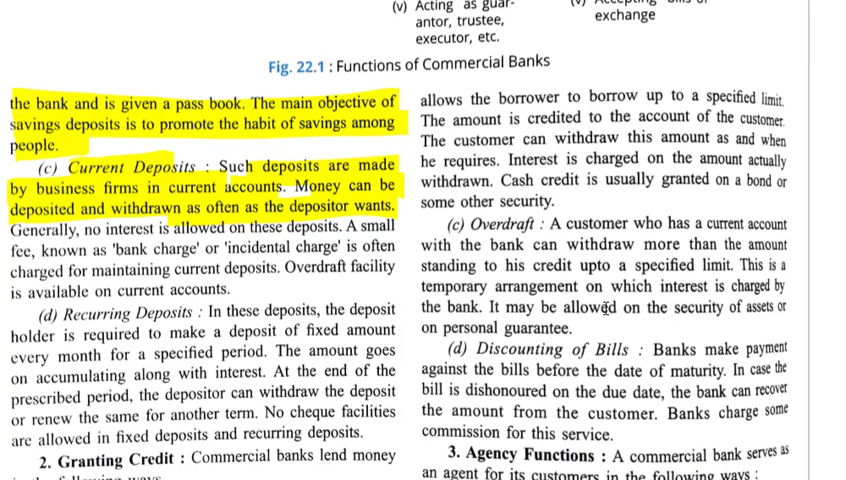 (v) Acting as guar-
antor, trustee,
executor, etc.
exchange
Fig. 22.1 : Functions of Commercial Banks
the bank and is given a pass book. The main objective of
savings deposits is to promote the habit of savings among
people.
(c) Current Deposits : Such deposits are made
by business firms in current accounts. Money can be
deposited and withdrawn as often as the depositor wants.
Generally, no interest is allowed on these deposits. A small
fee, known as 'bank charge' or 'incidental charge' is often
charged for maintaining current deposits. Overdraft facility
is available on current accounts.
(d) Recurring Deposits : In these deposits, the deposit
holder is required to make a deposit of fixed amount
every month for a specified period. The amount goes
on accumulating along with interest. At the end of the
prescribed period, the depositor can withdraw the deposit
or renew the same for another term. No cheque facilities
are allowed in fixed deposits and recurring deposits.
2. Granting Credit : Commercial banks lend money
allows the borrower to borrow up to a specified limit.
The amount is credited to the account of the customer.
The customer can withdraw this amount as and when
he requires. Interest is charged on the amount actually
withdrawn. Cash credit is usually granted on a bond or
some other security.
(c) Overdraft : A customer who has a current account
with the bank can withdraw more than the amount
standing to his credit upto a specified limit. This is a
temporary arrangement on which interest is charged by
the bank. It may be allowed on the security of assets or
on personal guarantee.
(d) Discounting of Bills : Banks make payment
against the bills before the date of maturity. In case the
bill is dishonoured on the due date, the bank can recover
the amount from the customer. Banks charge some
commission for this service.
3. Agency Functions : A commercial bank serves as
an agent for its customers in the following ways :